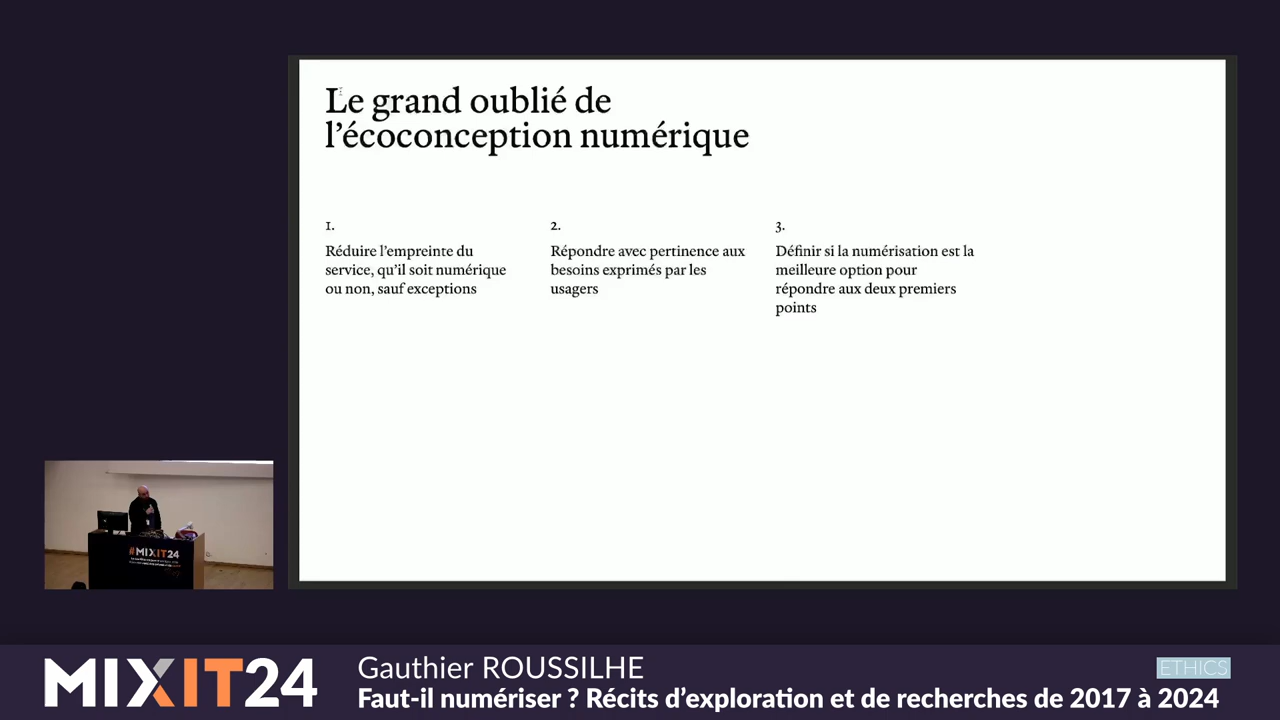 Le grand oublié de
l'écoconception numérique
1.
Réduire l'empreinte du
service, qu'il soit numérique
ou non, sauf exceptions
2.
Répondre avec pertinence aux
besoins exprimés par les
usagers
3.
Définir si la numérisation est la
meilleure option pour
répondre aux deux premiers
points
#MIXIT24
MIXIT24
Gauthier ROUSSILHE
ETHICS
Faut-il numériser ? Récits d'exploration et de recherches de 2017 à 2024